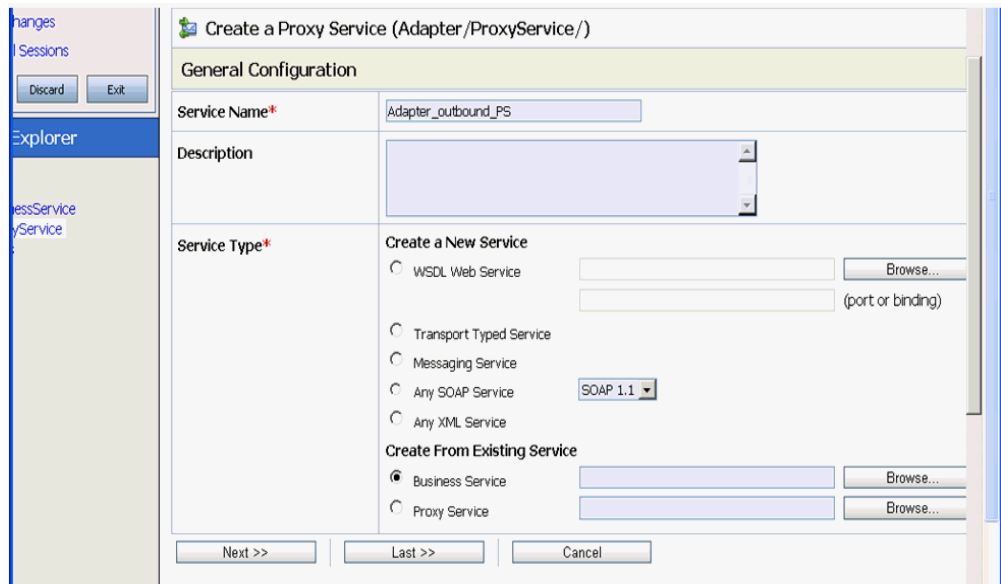 hanges
l Sessions
Discard Exit
Explorer
essService
yService
Create a Proxy Service (Adapter/ProxyService/)
General Configuration
Service Name*
Adapter_outbound_PS
Description
Service Type*
Create a New Service
WSDL Web Service Browse...
(port or binding)
Transport Typed Service
Messaging Service
Any SOAP Service SOAP 1.1
Any XML Service
Create From Existing Service
Business Service Browse...
Proxy Service Browse...
Next >> Last >> Cancel